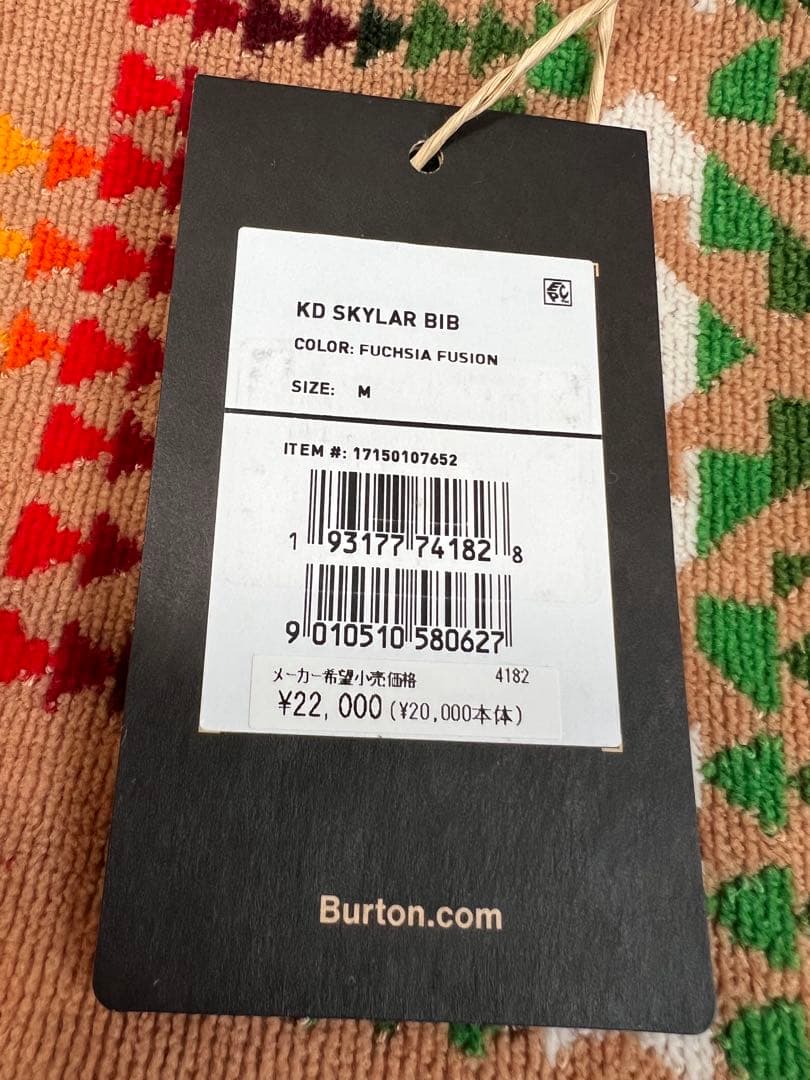 KD SKYLAR BIB
COLOR: FUCHSIA FUSION
SIZE: M
ITEM #: 17150107652
1 93177 74182 8
9 010510 580627
メーカー希望小売価格 4182
¥22,000 (¥20,000本体)
Burton.com